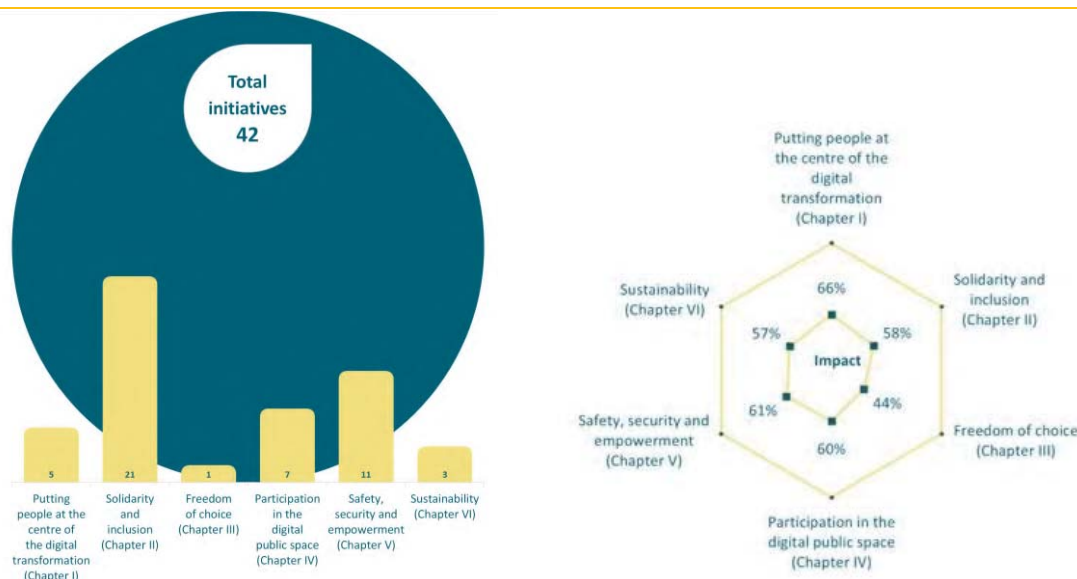 Total
initiatives
42
5
21
1
7
11
3
Putting
people at the
centre of
the digital
transformation
(Chapter I)
Solidarity
and
inclusion
(Chapter II)
Freedom
of choice
(Chapter III)
Participation
in the
digital
public space
(Chapter IV)
Safety,
security and
empowerment
(Chapter V)
Sustainability
(Chapter VI)
Putting people at
the centre of the
digital
transformation
(Chapter I)
Solidarity and
inclusion
(Chapter II)
Freedom of choice
(Chapter III)
Participation in the
digital public space
(Chapter IV)
Safety, security and
empowerment
(Chapter V)
Sustainability
(Chapter VI)
66%
58%
44%
60%
61%
57%
Impact